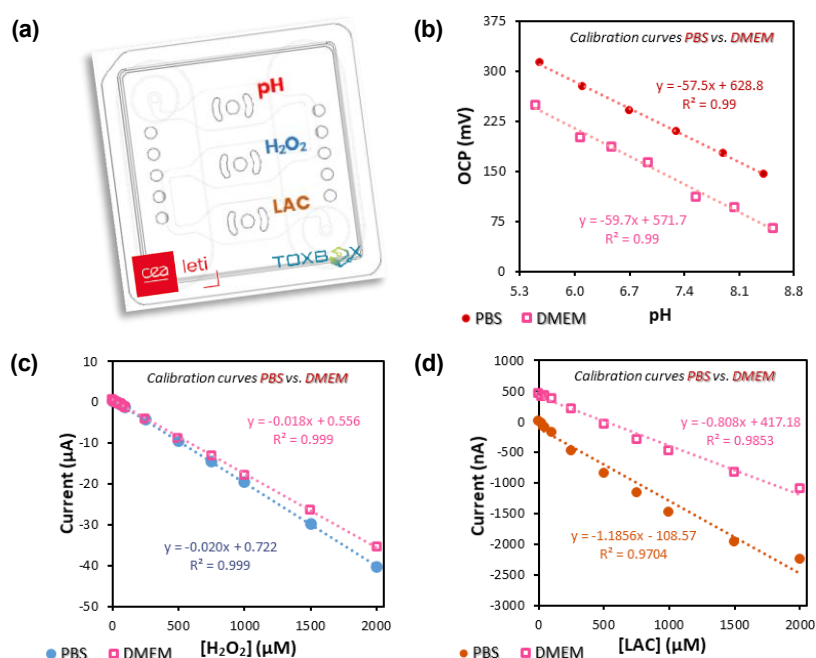 (a)
pH
H₂O₂
LAC
cea
leti
TOXBOX
(b)
Calibration curves PBS vs. DMEM
y = -57.5x + 628.8
R² = 0.99
y = -59.7x + 571.7
R² = 0.99
OCP (mV)
375
300
225
150
75
0
5.3 6.0 6.7 7.4 8.1 8.8
pH
PBS DMEM
(c)
Calibration curves PBS vs. DMEM
y = -0.018x + 0.556
R² = 0.999
y = -0.020x + 0.722
R² = 0.999
Current (µA)
10
0
-10
-20
-30
-40
-50
0 500 1000 1500 2000
[H₂O₂] (µM)
PBS DMEM
(d)
Calibration curves PBS vs. DMEM
y = -0.808x + 417.18
R² = 0.9853
y = -1.1856x - 108.57
R² = 0.9704
Current (nA)
1000
500
0
-500
-1000
-1500
-2000
-2500
-3000
0 500 1000 1500 2000
[LAC] (µM)
PBS DMEM